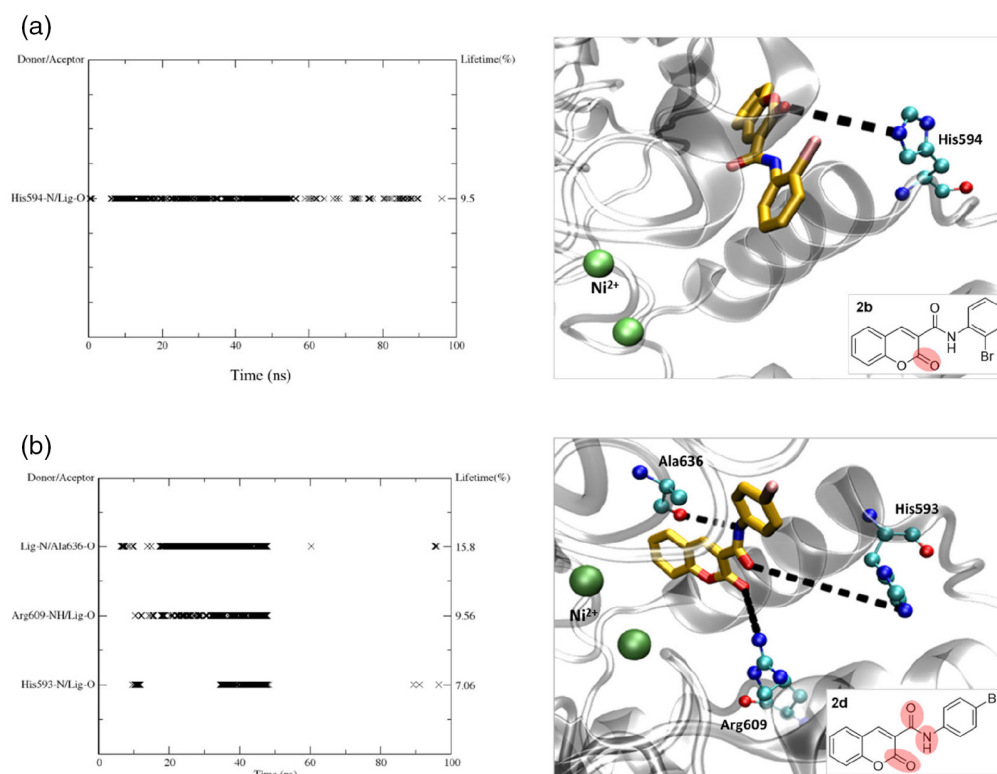 (a)
Donor/Aceptor Lifetime(%)
His594-N/Lig-O 9.5
0 20 40 60 80 100
Time (ns)
His594
Ni2+
2b
O
N
H
Br
O O
(b)
Donor/Aceptor Lifetime(%)
Lig-N/Ala636-O 15.8
Arg609-NH/Lig-O 9.56
His593-N/Lig-O 7.06
0 20 40 60 80 100
Time (ns)
Ala636
His593
Ni2+
Arg609
2d
B
O
N
H
O O